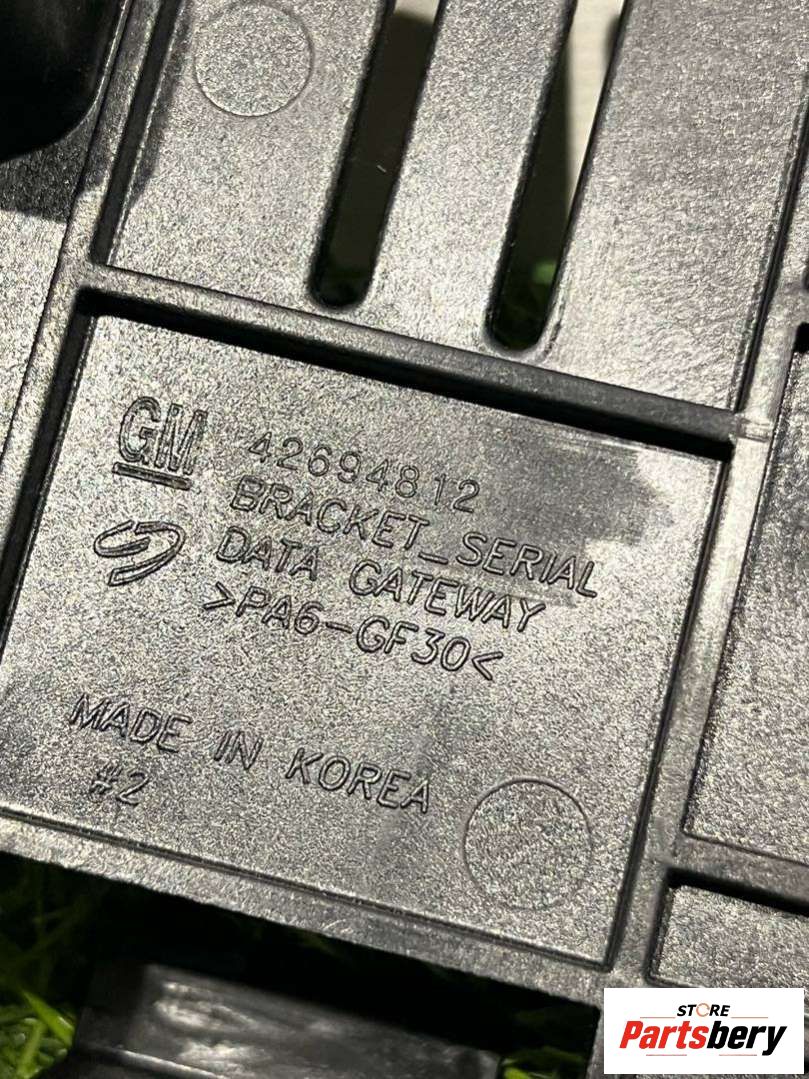 GM 42694812
BRACKET_SERIAL
DATA GATEWAY
>PA6-GF30<
MADE IN KOREA
#2
STORE
Partsbery